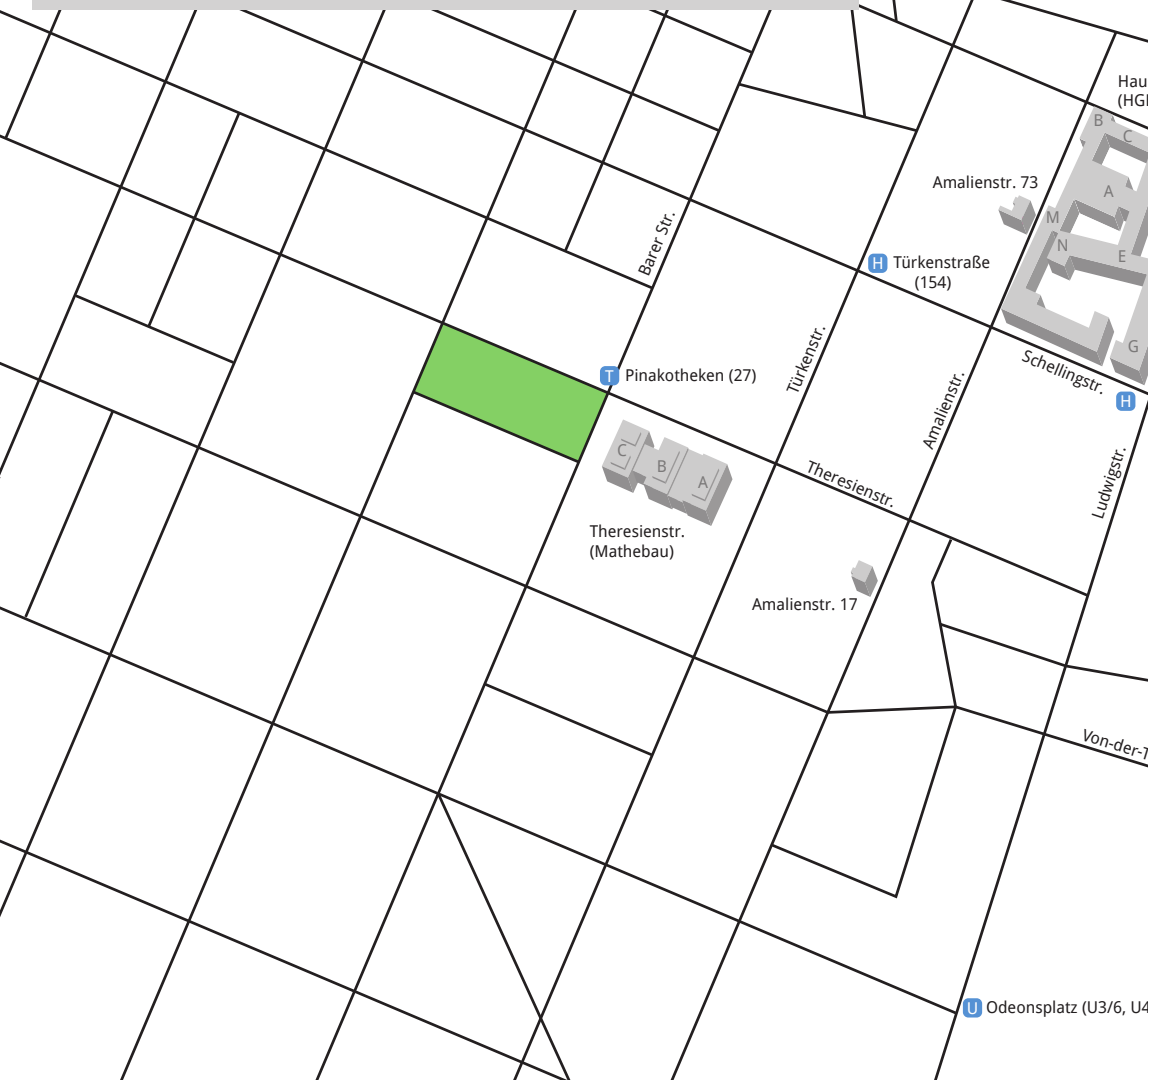 Hau
(HGI
B
C
Amalienstr. 73
A
M
N
E
Barer Str.
H Türkenstraße
(154)
G
Schellingstr.
H
Türkenstr.
T Pinakotheken (27)
Amalienstr.
C
B
A
Theresienstr.
Ludwigstr.
Theresienstr.
(Mathebau)
Amalienstr. 17
Von-der-T
U Odeonsplatz (U3/6, U4